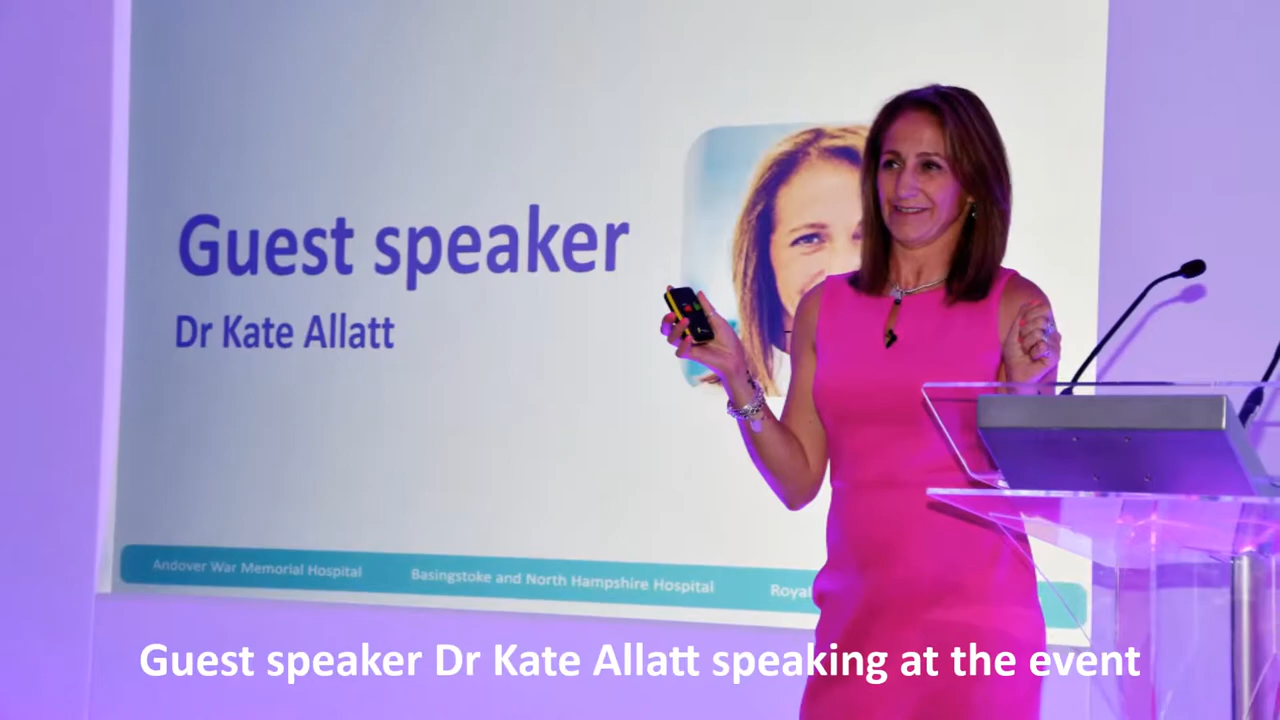 Guest speaker
Dr Kate Allatt
Andover War Memorial Hospital Basingstoke and North Hampshire Hospital Royal
Guest speaker Dr Kate Allatt speaking at the event